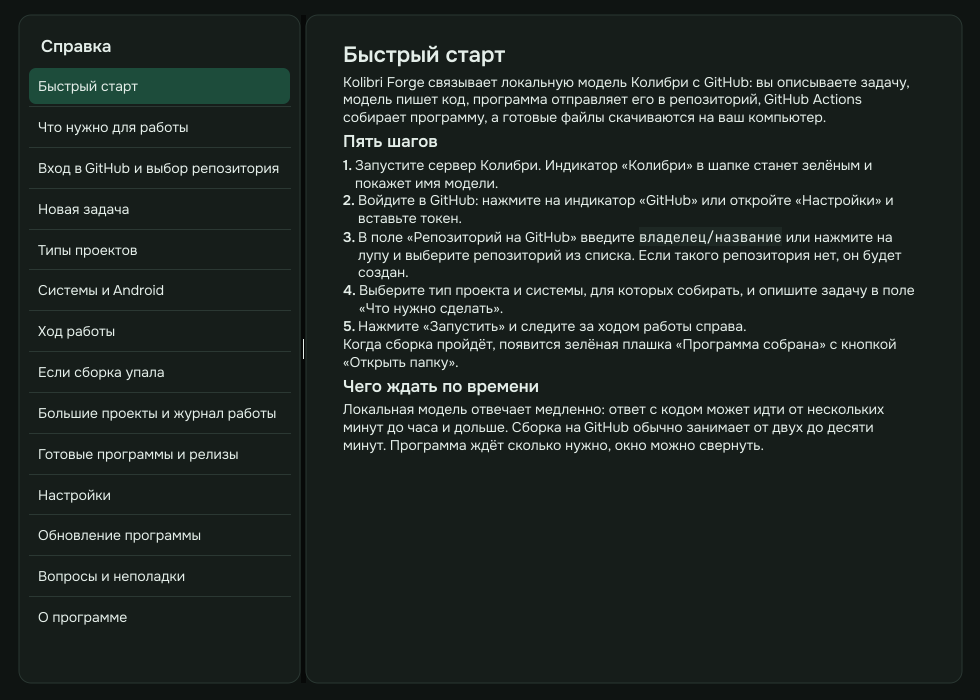 Справка
Быстрый старт
Что нужно для работы
Вход в GitHub и выбор репозитория
Новая задача
Типы проектов
Системы и Android
Ход работы
Если сборка упала
Большие проекты и журнал работы
Готовые программы и релизы
Настройки
Обновление программы
Вопросы и неполадки
О программе
Быстрый старт
Kolibri Forge связывает локальную модель Колибри с GitHub: вы описываете задачу,
модель пишет код, программа отправляет его в репозиторий, GitHub Actions
собирает программу, а готовые файлы скачиваются на ваш компьютер.
Пять шагов
1. Запустите сервер Колибри. Индикатор «Колибри» в шапке станет зелёным и
покажет имя модели.
2. Войдите в GitHub: нажмите на индикатор «GitHub» или откройте «Настройки» и
вставьте токен.
3. В поле «Репозиторий на GitHub» введите владелец/название или нажмите на
лупу и выберите репозиторий из списка. Если такого репозитория нет, он будет
создан.
4. Выберите тип проекта и системы, для которых собирать, и опишите задачу в поле
«Что нужно сделать».
5. Нажмите «Запустить» и следите за ходом работы справа.
Когда сборка пройдёт, появится зелёная плашка «Программа собрана» с кнопкой
«Открыть папку».
Чего ждать по времени
Локальная модель отвечает медленно: ответ с кодом может идти от нескольких
минут до часа и дольше. Сборка на GitHub обычно занимает от двух до десяти
минут. Программа ждёт сколько нужно, окно можно свернуть.